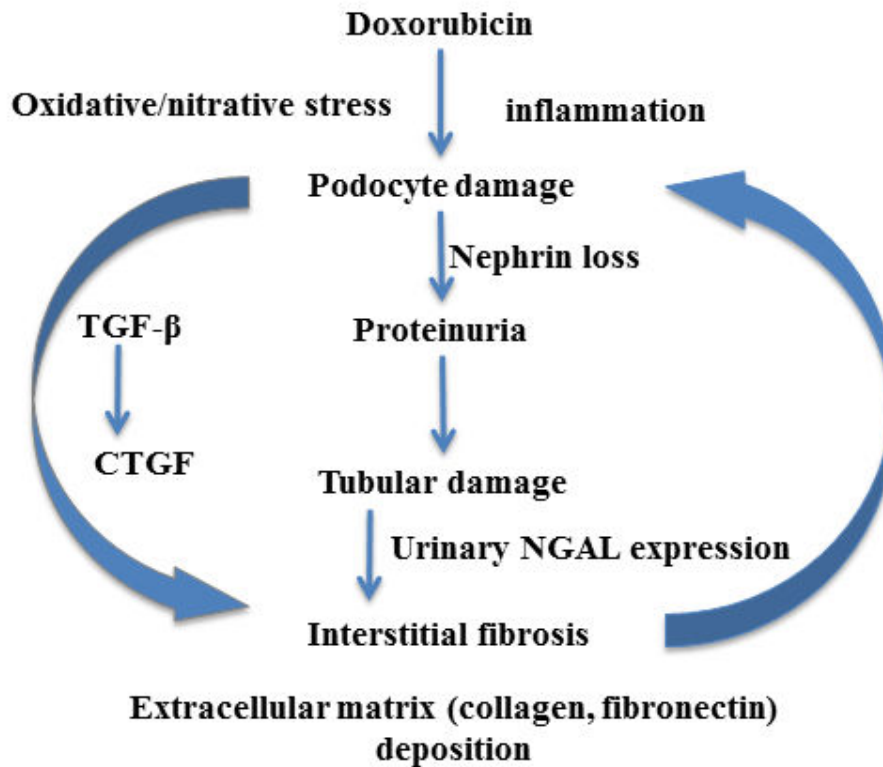 Doxorubicin
Oxidative/nitrative stress
inflammation
Podocyte damage
Nephrin loss
TGF-β
Proteinuria
CTGF
Tubular damage
Urinary NGAL expression
Interstitial fibrosis
Extracellular matrix (collagen, fibronectin)
deposition